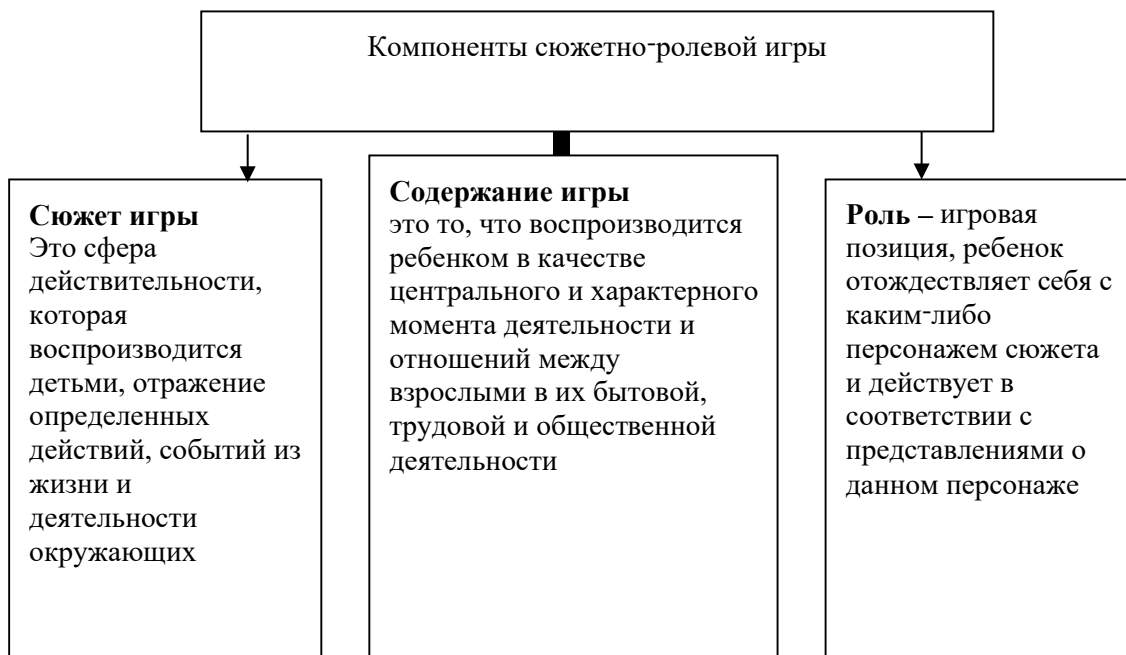 Компоненты сюжетно-ролевой игры
Сюжет игры
Это сфера
действительности,
которая
воспроизводится
детьми, отражение
определенных
действий, событий из
жизни и
деятельности
окружающих
Содержание игры
это то, что воспроизводится
ребенком в качестве
центрального и характерного
момента деятельности и
отношений между
взрослыми в их бытовой,
трудовой и общественной
деятельности
Роль – игровая
позиция, ребенок
отождествляет себя с
каким-либо
персонажем сюжета
и действует в
соответствии с
представлениями о
данном персонаже